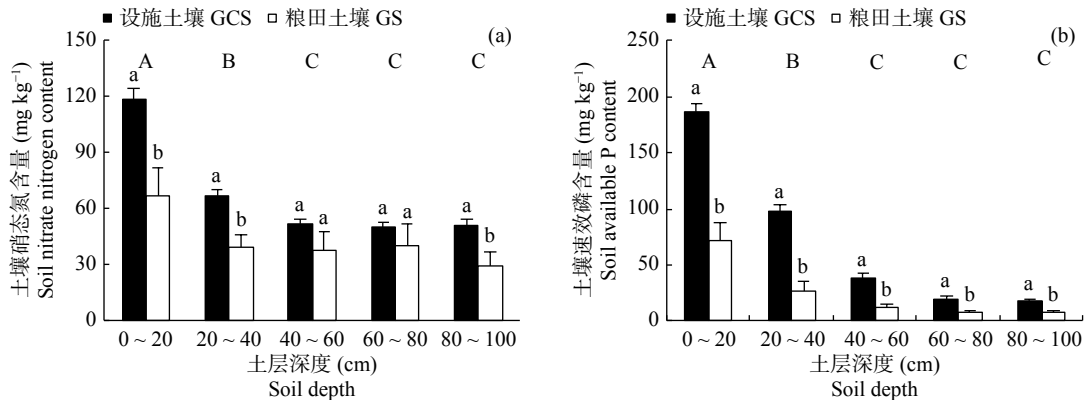 设施土壤 GCS 粮田土壤 GS
(a)
150
120
90
60
30
0
A B C C C
a b a b a a a a a b
土壤硝态氮含量 (mg kg⁻¹)
Soil nitrate nitrogen content
0 ~ 20 20 ~ 40 40 ~ 60 60 ~ 80 80 ~ 100
土层深度 (cm)
Soil depth
设施土壤 GCS 粮田土壤 GS
(b)
250
200
150
100
50
0
A B C C C
a b a b a b a b a b
土壤速效磷含量 (mg kg⁻¹)
Soil available P content
0 ~ 20 20 ~ 40 40 ~ 60 60 ~ 80 80 ~ 100
土层深度 (cm)
Soil depth